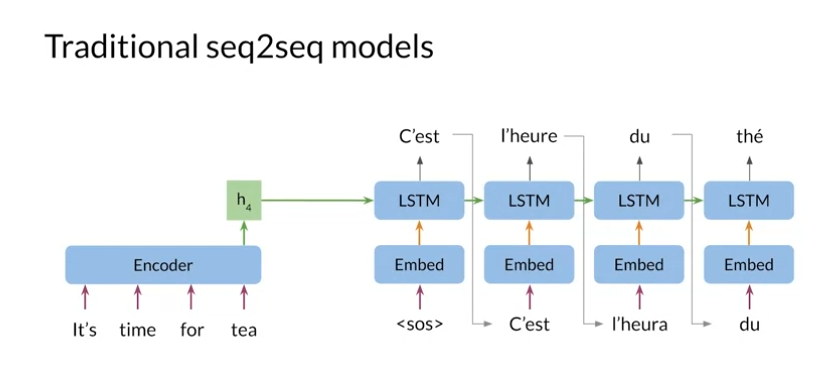 Traditional seq2seq models
C'est l'heure du thé
h4 LSTM LSTM LSTM LSTM
Encoder Embed Embed Embed Embed
It's time for tea <sos> C'est l'heura du